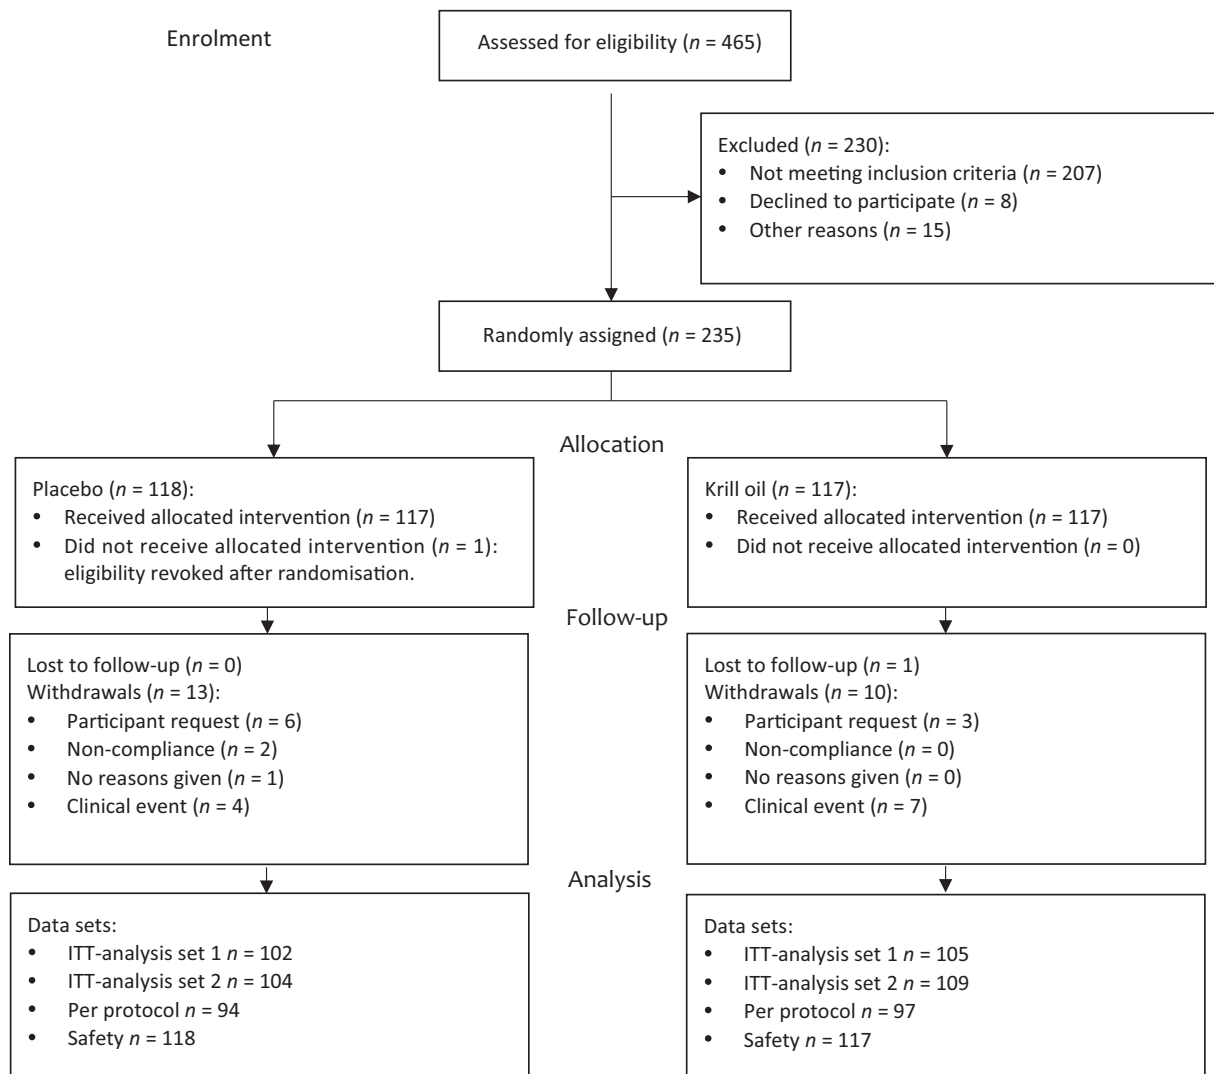 Enrolment
Assessed for eligibility (n = 465)
Excluded (n = 230):
• Not meeting inclusion criteria (n = 207)
• Declined to participate (n = 8)
• Other reasons (n = 15)
Randomly assigned (n = 235)
Allocation
Placebo (n = 118):
• Received allocated intervention (n = 117)
• Did not receive allocated intervention (n = 1):
eligibility revoked after randomisation.
Krill oil (n = 117):
• Received allocated intervention (n = 117)
• Did not receive allocated intervention (n = 0)
Follow-up
Lost to follow-up (n = 0)
Withdrawals (n = 13):
• Participant request (n = 6)
• Non-compliance (n = 2)
• No reasons given (n = 1)
• Clinical event (n = 4)
Lost to follow-up (n = 1)
Withdrawals (n = 10):
• Participant request (n = 3)
• Non-compliance (n = 0)
• No reasons given (n = 0)
• Clinical event (n = 7)
Analysis
Data sets:
• ITT-analysis set 1 n = 102
• ITT-analysis set 2 n = 104
• Per protocol n = 94
• Safety n = 118
Data sets:
• ITT-analysis set 1 n = 105
• ITT-analysis set 2 n = 109
• Per protocol n = 97
• Safety n = 117